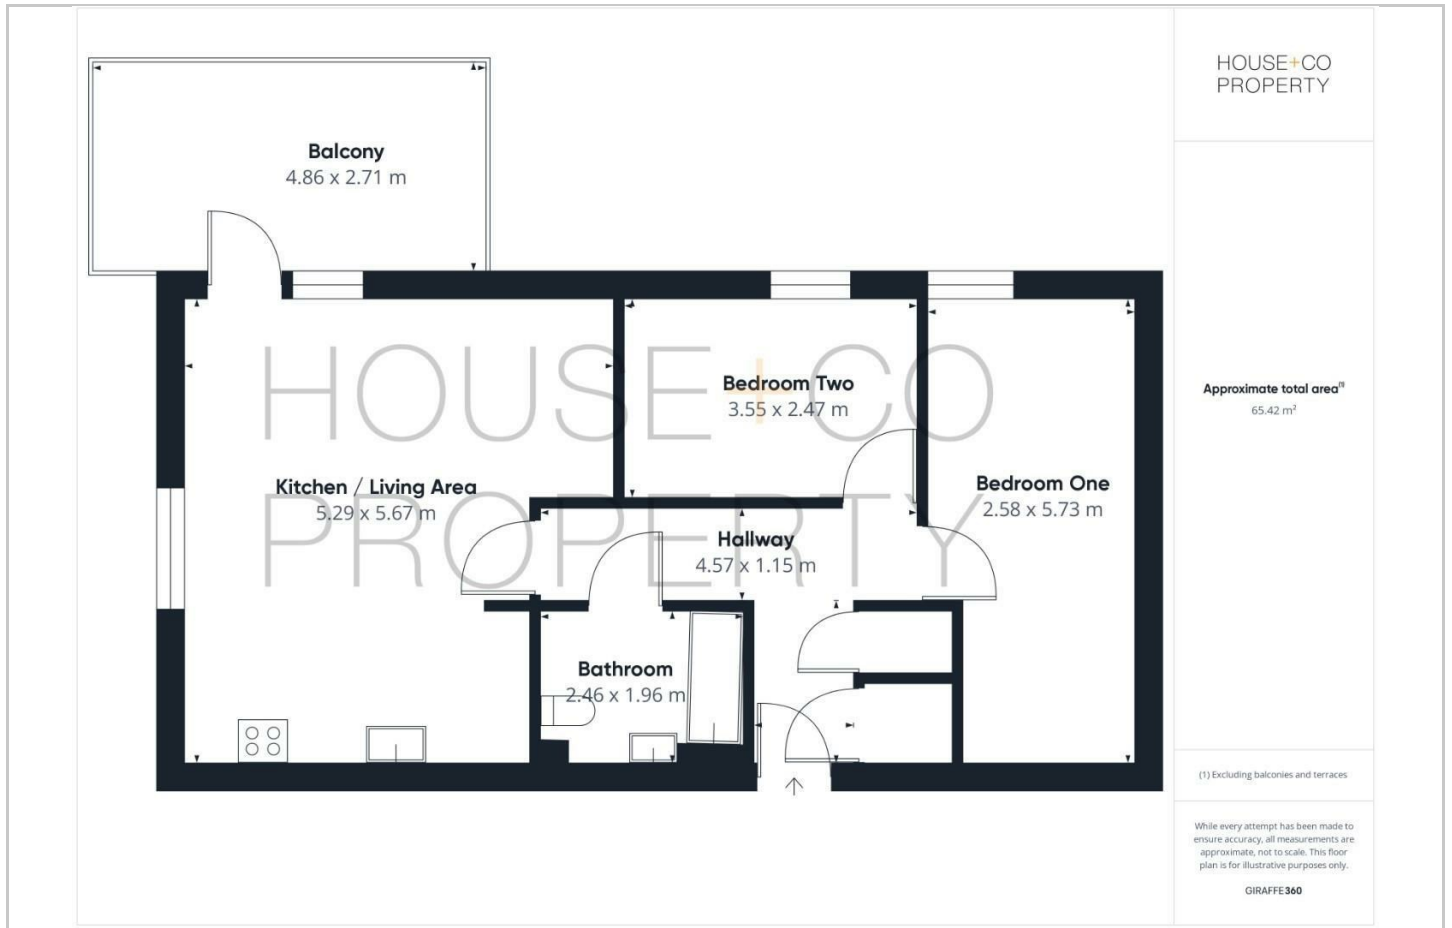 HOUSE+CO
PROPERTY
Balcony
4.86 x 2.71 m
Bedroom Two
3.55 x 2.47 m
Kitchen / Living Area
5.29 x 5.67 m
Bedroom One
2.58 x 5.73 m
Hallway
4.57 x 1.15 m
Bathroom
2.46 x 1.96 m
HOUSE+CO
PROPERTY
Approximate total area(1)
65.42 m²
(1) Excluding balconies and terraces
While every attempt has been made to
ensure accuracy, all measurements are
approximate, not to scale. This floor
plan is for illustrative purposes only.
GIRAFFE360